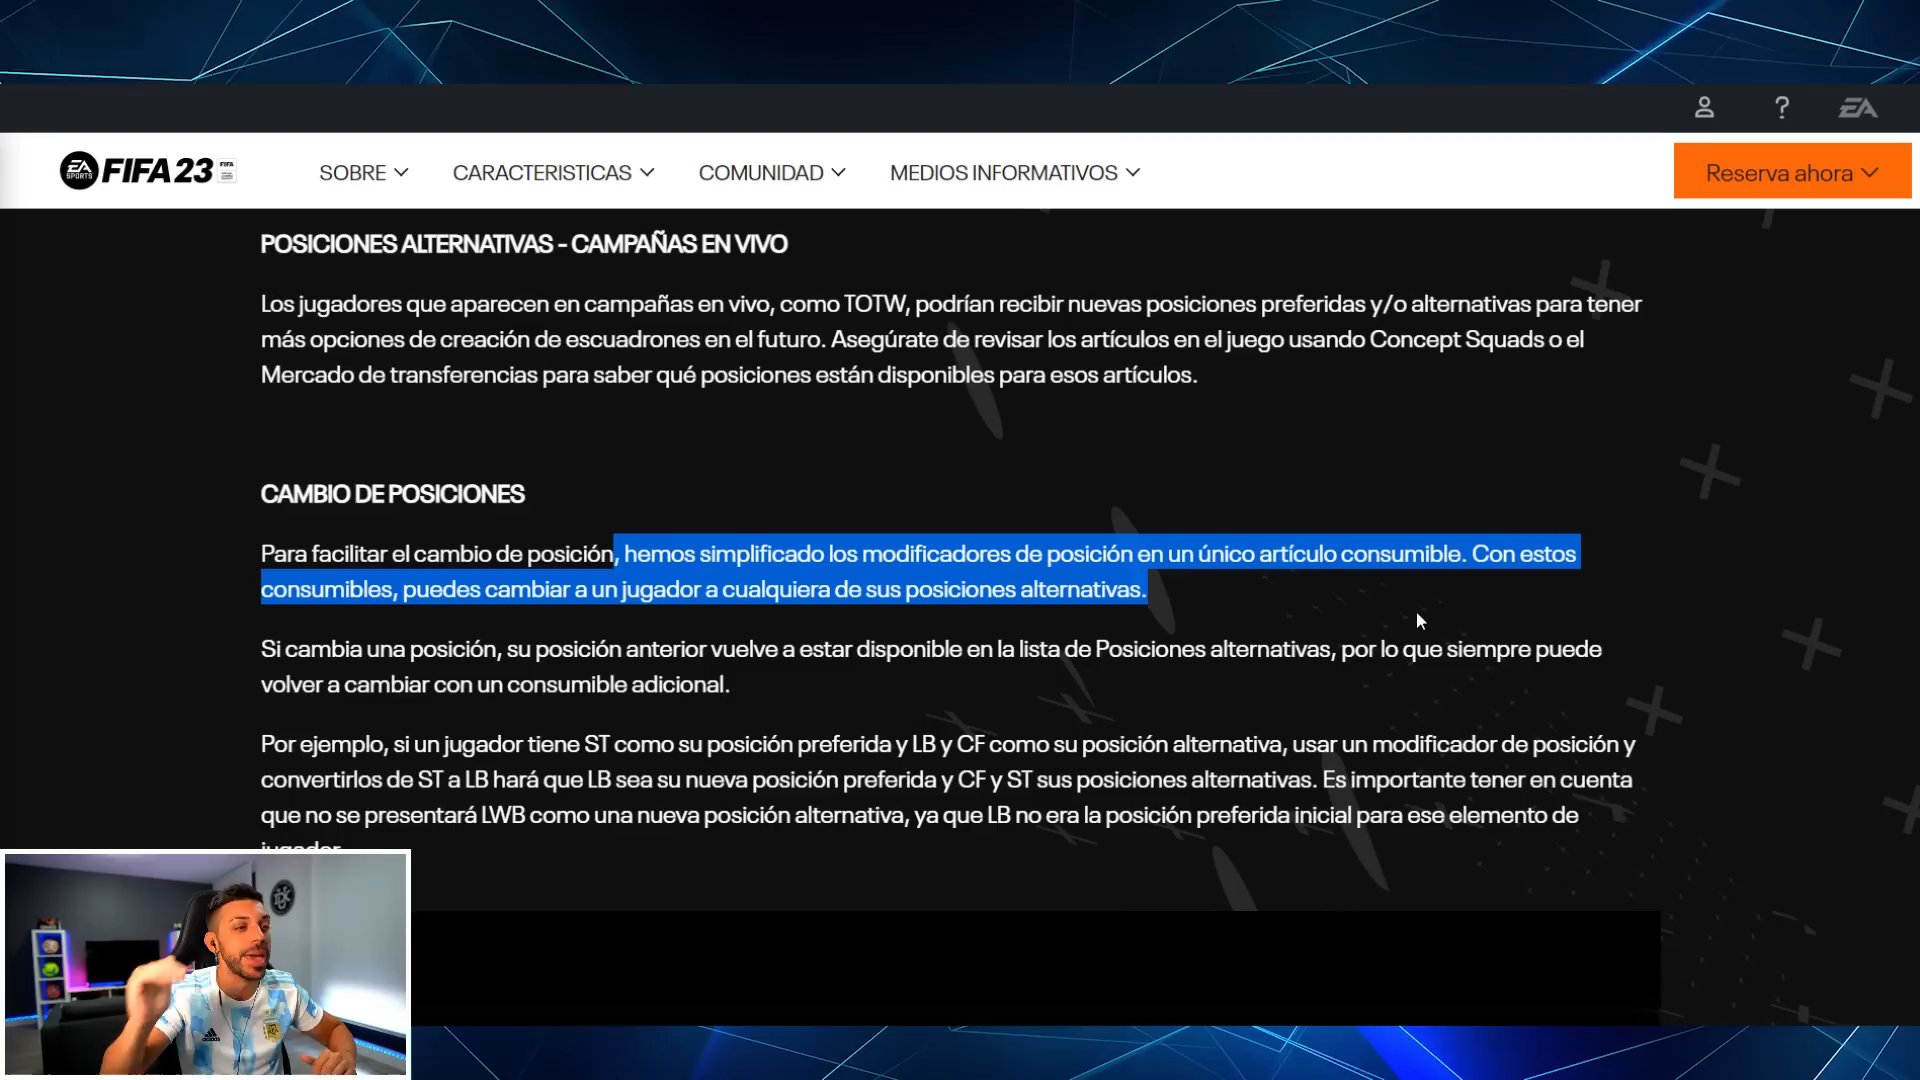 EA
EA SPORTS FIFA 23 FIFA
SOBRE
CARACTERISTICAS
COMUNIDAD
MEDIOS INFORMATIVOS
Reserva ahora
POSICIONES ALTERNATIVAS - CAMPAÑAS EN VIVO
Los jugadores que aparecen en campañas en vivo, como TOTW, podrían recibir nuevas posiciones preferidas y/o alternativas para tener
más opciones de creación de escuadrones en el futuro. Asegúrate de revisar los artículos en el juego usando Concept Squads o el
Mercado de transferencias para saber qué posiciones están disponibles para esos artículos.
CAMBIO DE POSICIONES
Para facilitar el cambio de posición, hemos simplificado los modificadores de posición en un único artículo consumible. Con estos
consumibles, puedes cambiar a un jugador a cualquiera de sus posiciones alternativas.
Si cambia una posición, su posición anterior vuelve a estar disponible en la lista de Posiciones alternativas, por lo que siempre puede
volver a cambiar con un consumible adicional.
Por ejemplo, si un jugador tiene ST como su posición preferida y LB y CF como su posición alternativa, usar un modificador de posición y
convertirlos de ST a LB hará que LB sea su nueva posición preferida y CF y ST sus posiciones alternativas. Es importante tener en cuenta
que no se presentará LWB como una nueva posición alternativa, ya que LB no era la posición preferida inicial para ese elemento de
jugador.